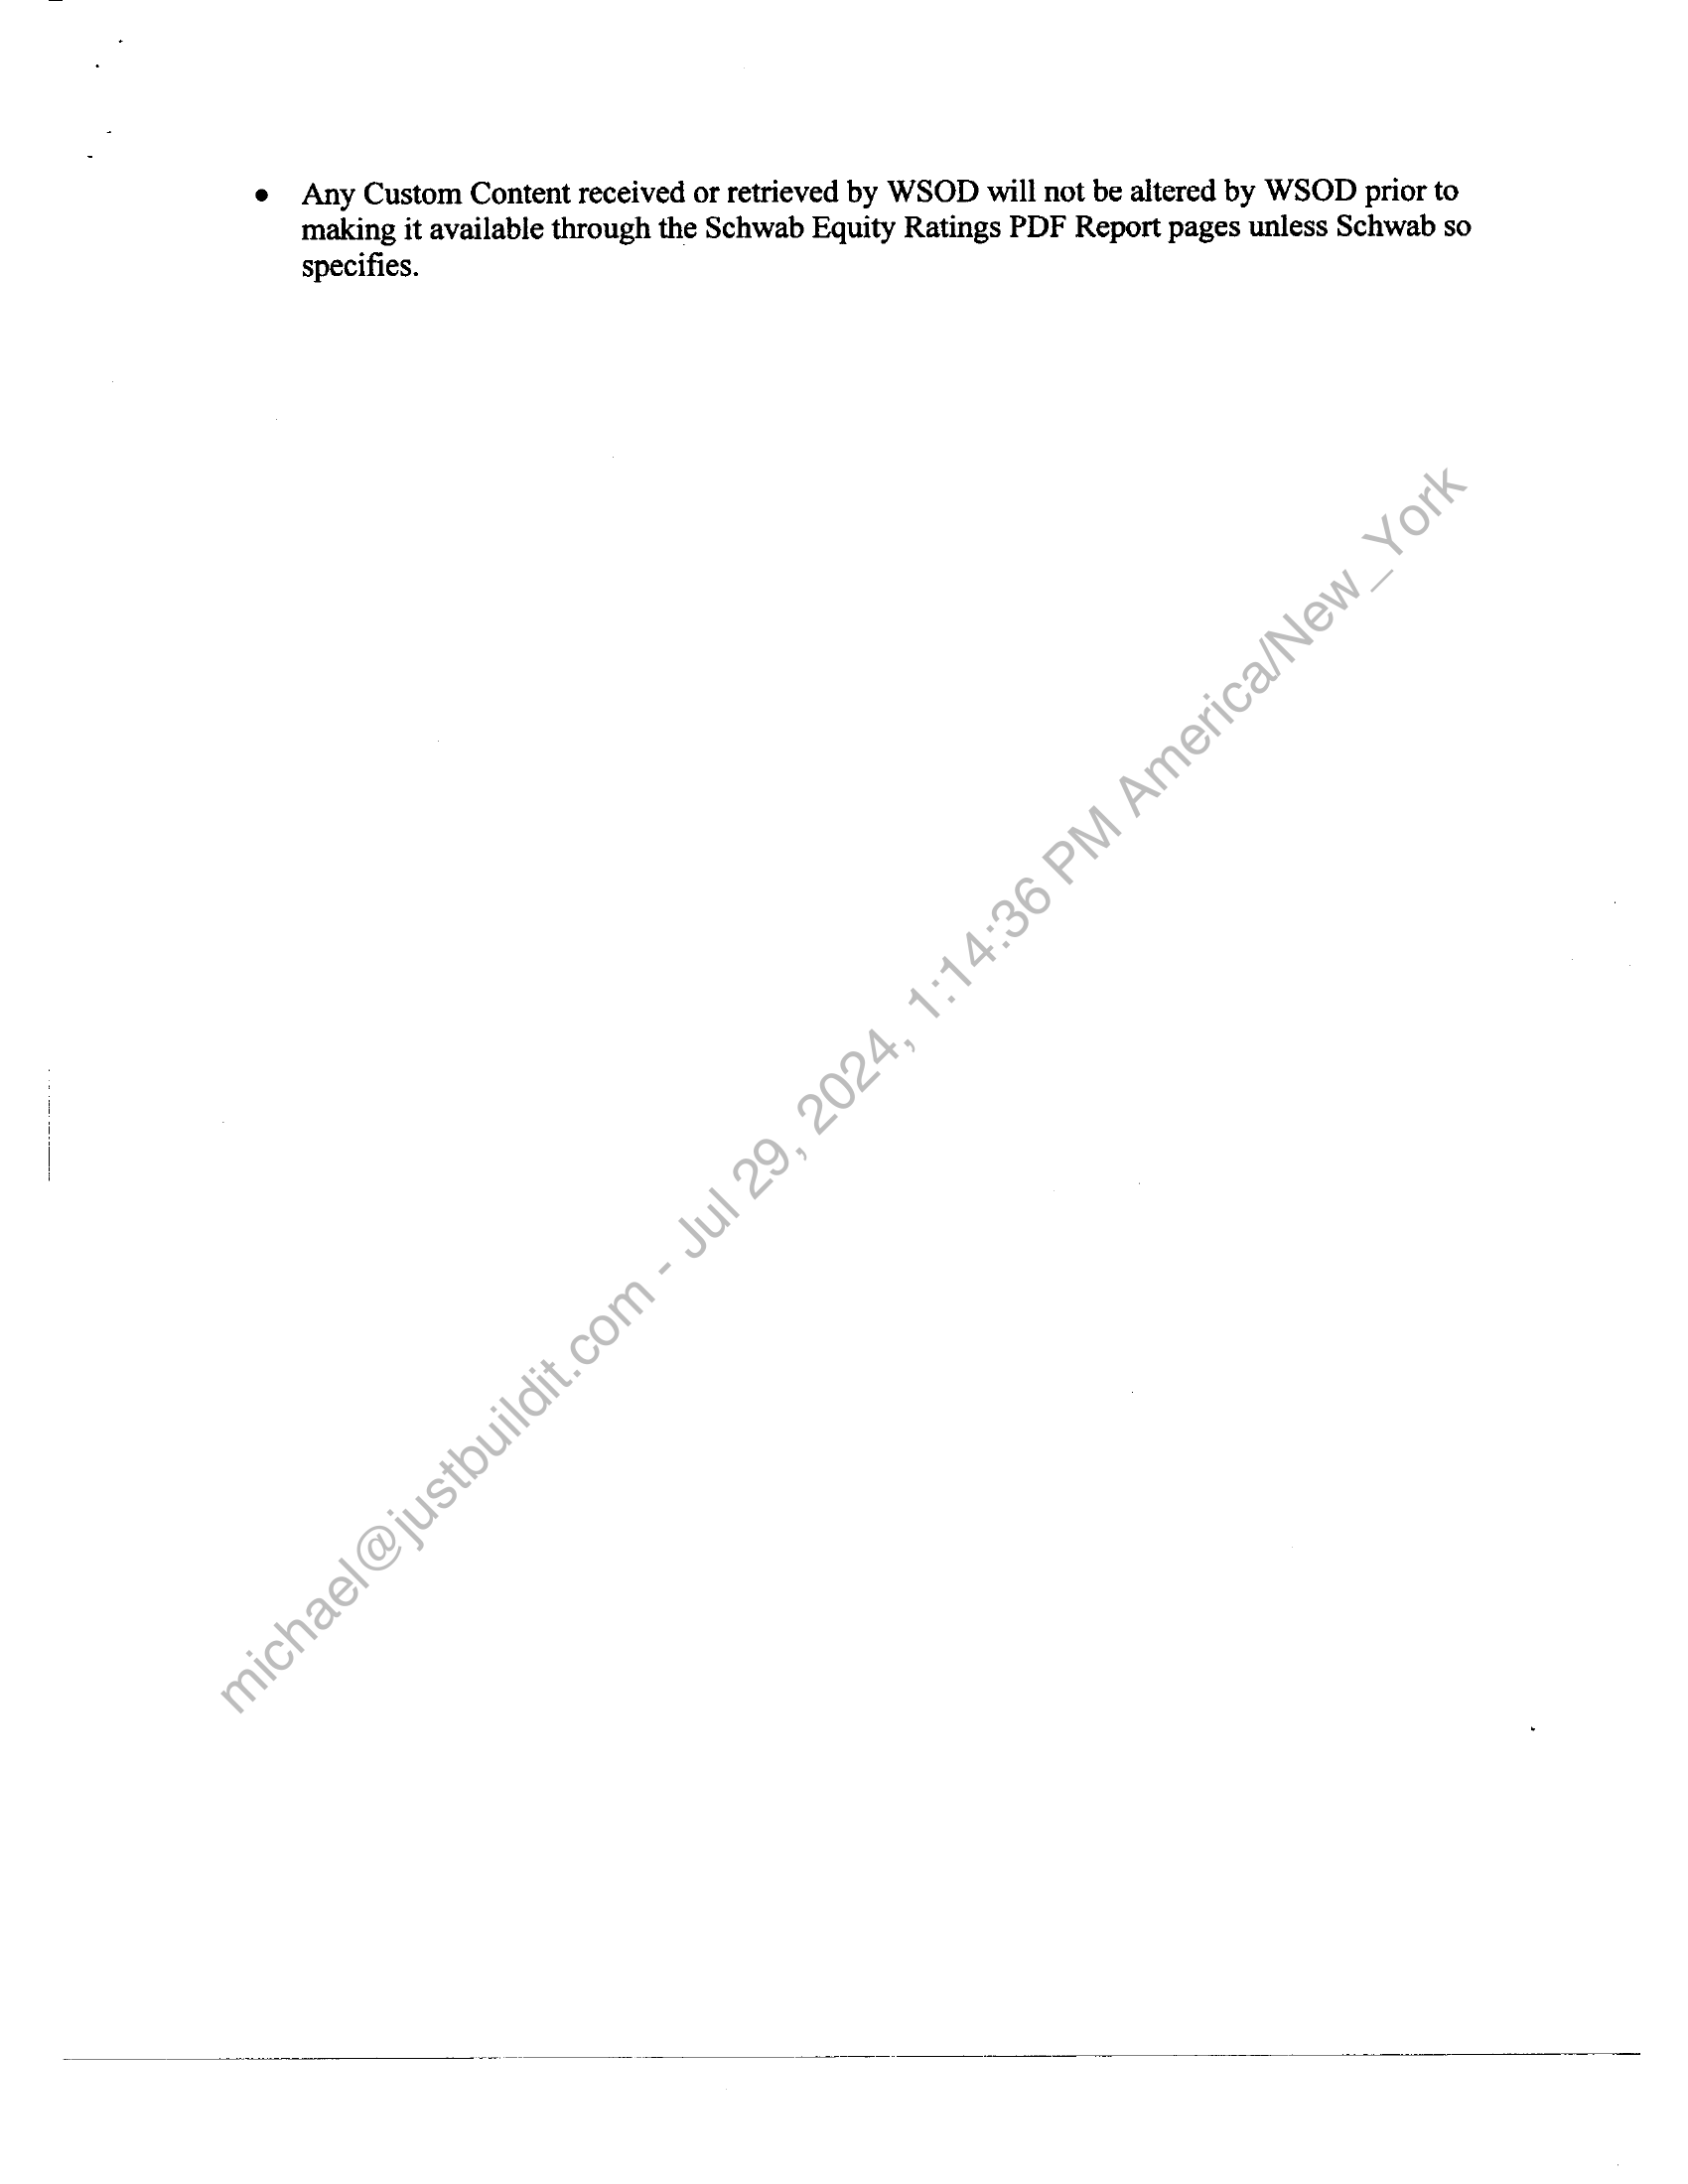 • Any Custom Content received or retrieved by WSOD will not be altered by WSOD prior to
making it available through the Schwab Equity Ratings PDF Report pages unless Schwab so
specifies.
michael@justbuildit.com - Jul 29, 2024, 1:14:36 PM America/New_York